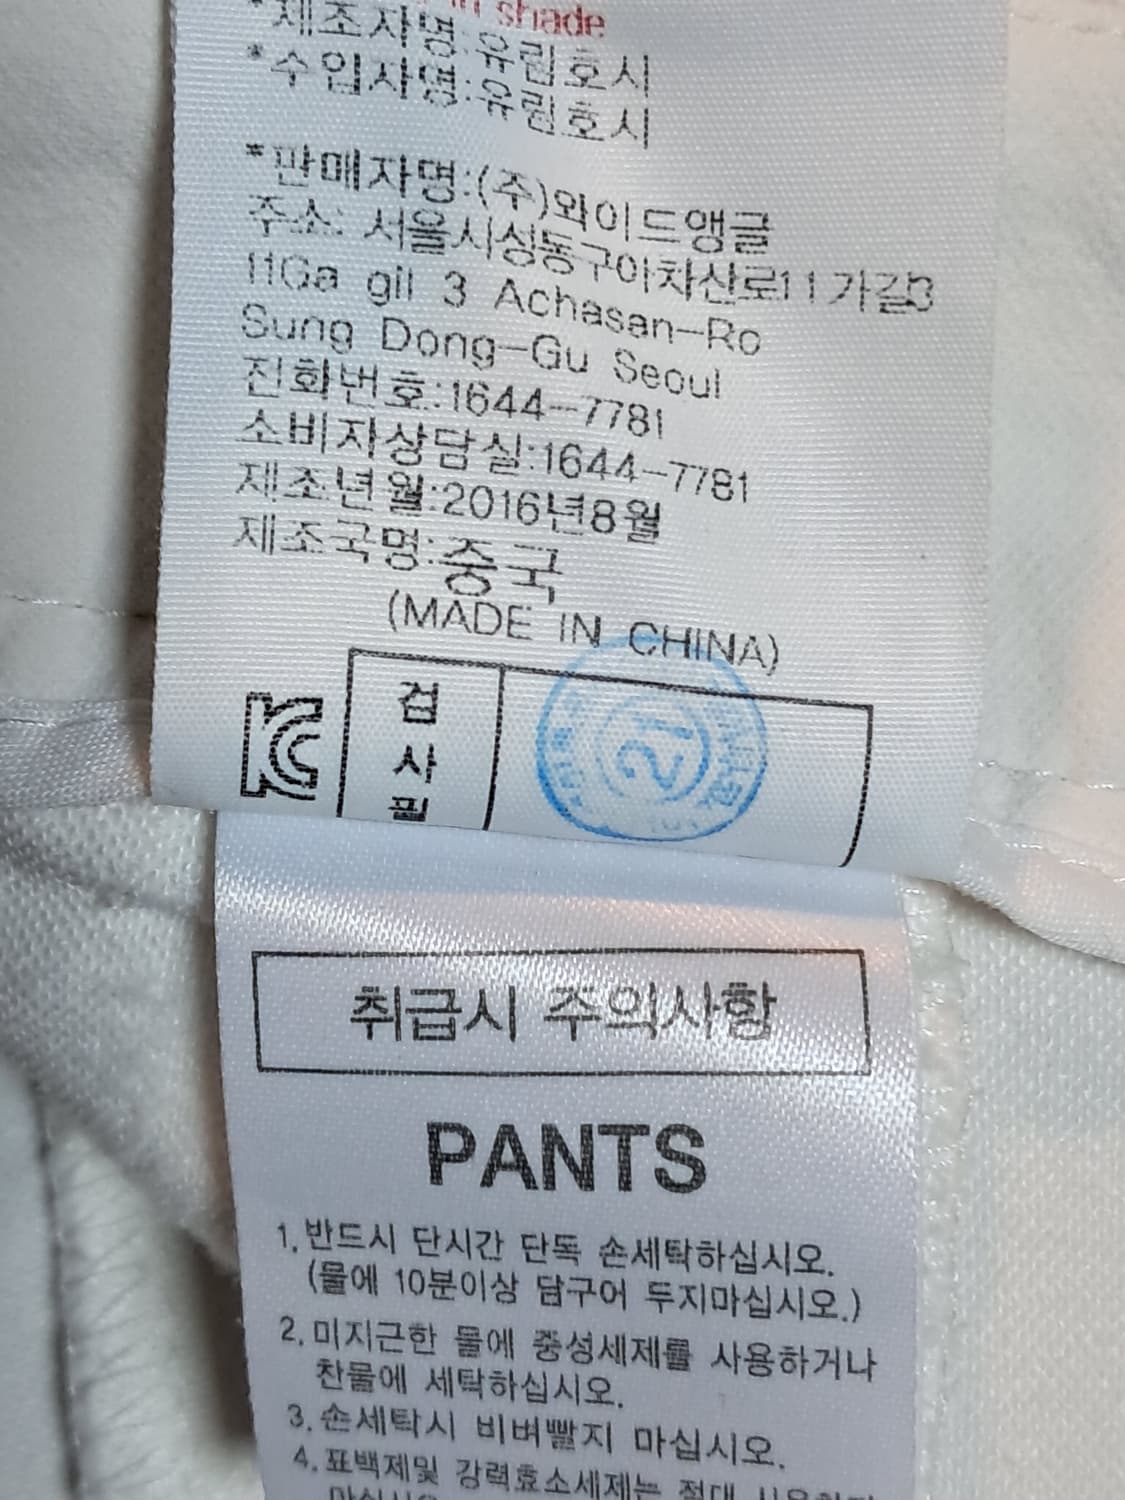 in shade
*제조자명:유림호시
*수입자명:유림호시
*판매자명:(주)와이드앵글
주소: 서울시성동구아차산로11가길3
11Ga gil 3 Achasan-Ro
Sung Dong-Gu Seoul
전화번호:1644-7781
소비자상담실:1644-7781
제조년월:2016년8월
제조국명:중국
(MADE IN CHINA)
KC
검
사
필
21
취급시 주의사항
PANTS
1. 반드시 단시간 단독 손세탁하십시오.
(물에 10분이상 담구어 두지마십시오.)
2. 미지근한 물에 중성세제를 사용하거나
찬물에 세탁하십시오.
3. 손세탁시 비벼빨지 마십시오.
4. 표백제및 강력효소세제는 절대 사용하지
마십시오